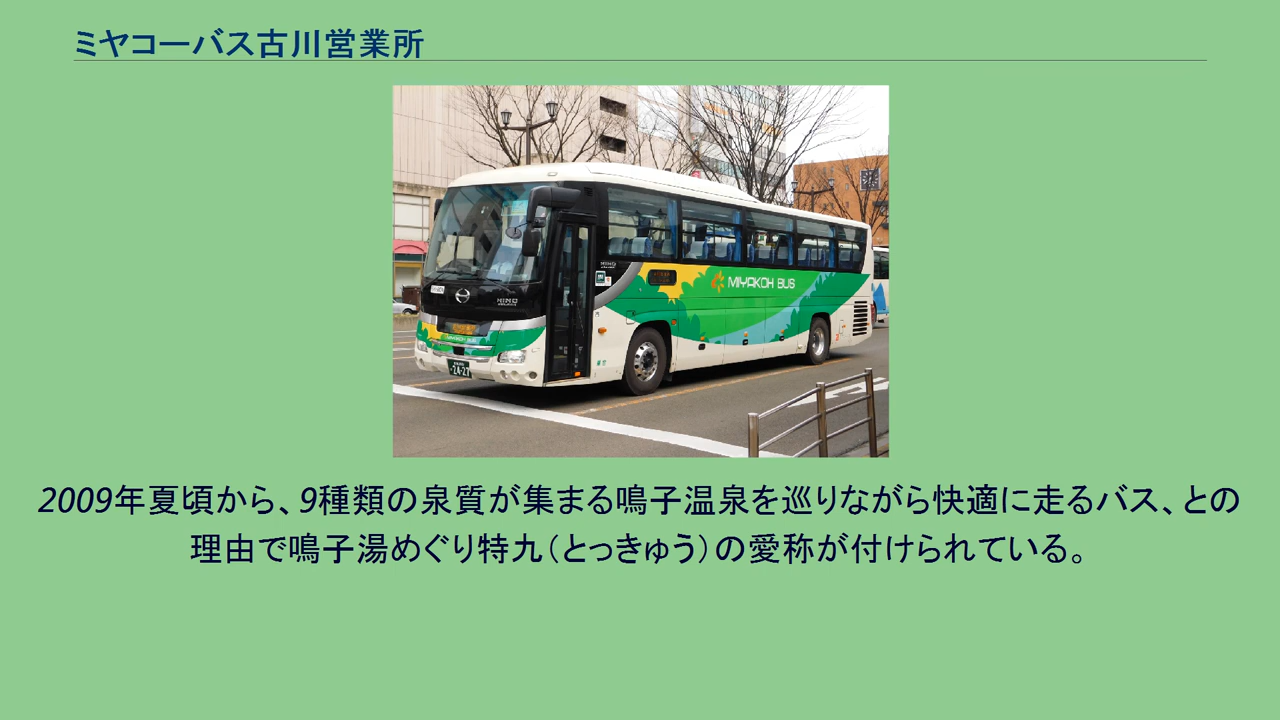 ミヤコーバス古川営業所
MIYAKOH BUS
HINO
2427
2009年夏頃から、9種類の泉質が集まる鳴子温泉を巡りながら快適に走るバス、との
理由で鳴子湯めぐり特九（とっきゅう）の愛称が付けられている。